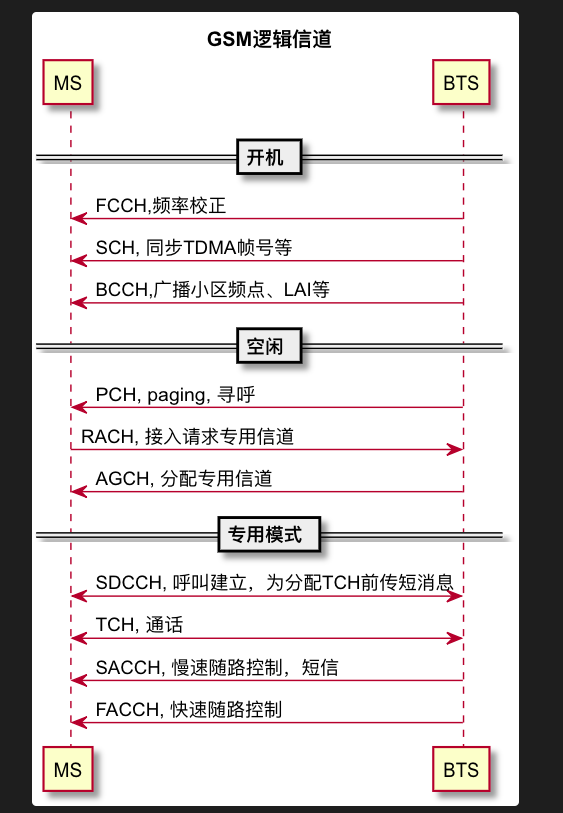 GSM逻辑信道
MS
BTS
开机
FCCH,频率校正
SCH, 同步TDMA帧号等
BCCH,广播小区频点、LAI等
空闲
PCH, paging, 寻呼
RACH, 接入请求专用信道
AGCH, 分配专用信道
专用模式
SDCCH, 呼叫建立，为分配TCH前传短消息
TCH, 通话
SACCH, 慢速随路控制，短信
FACCH, 快速随路控制
MS
BTS